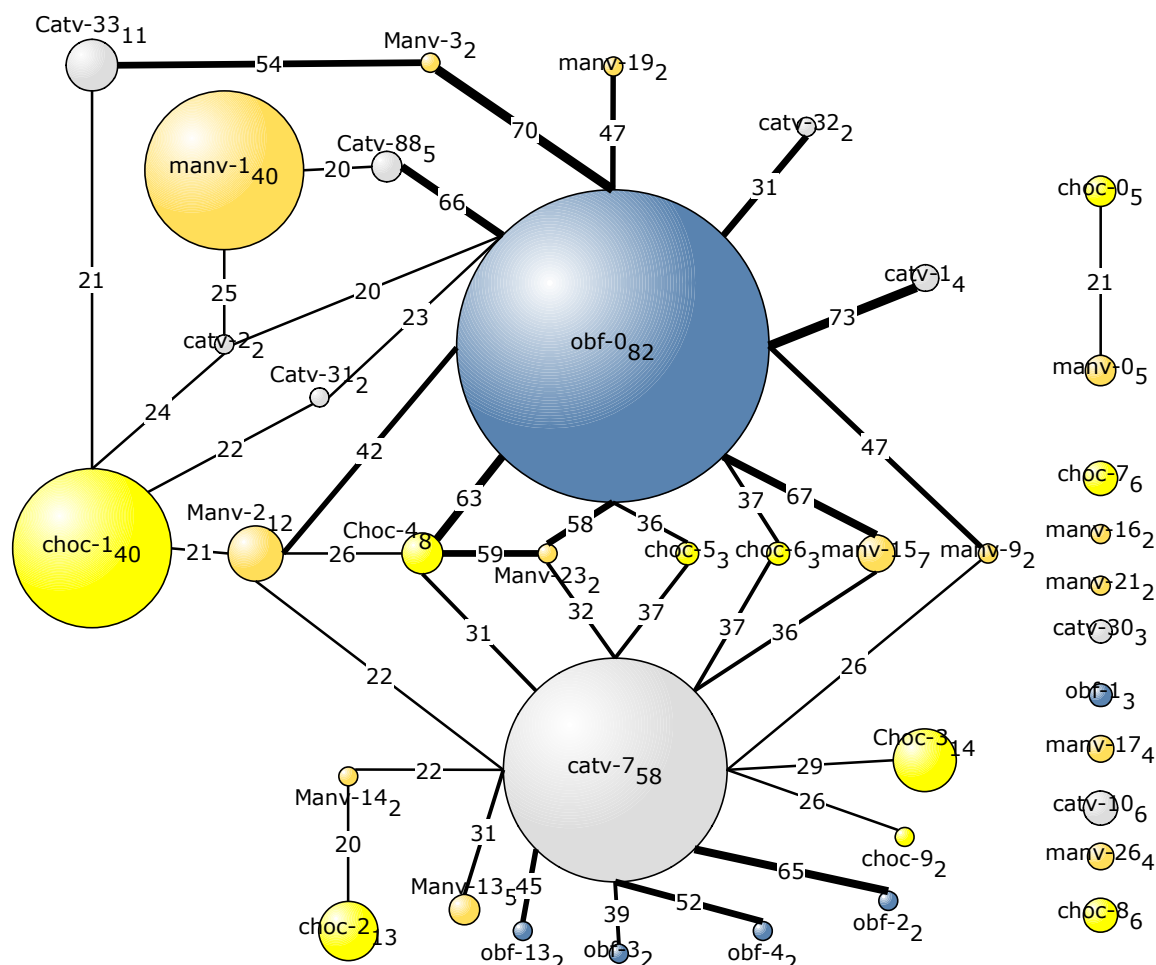 Catv-33 11
Manv-3 2
manv-19 2
54
70
47
catv-32 2
31
manv-1 40
20
Catv-88 5
66
choc-0 5
21
25
20
23
catv-1 4
73
21
obf-0 82
manv-0 5
catv-2 2
Catv-31 2
24
22
42
47
choc-7 6
63
67
37
58
36
choc-1 40
21
Manv-2 12
26
Choc-4 8
59
Manv-23 2
choc-5 3
choc-6 3
manv-15 7
manv-9 2
manv-16 2
manv-21 2
31
32
37
37
36
26
catv-30 3
22
obf-1 3
catv-7 58
29
Choc-3 14
manv-17 4
22
Manv-14 2
26
choc-9 2
catv-10 6
20
31
manv-26 4
65
Manv-13 5
45
39
52
obf-2 2
choc-2 13
obf-13 2
obf-3 2
obf-4 2
choc-8 6